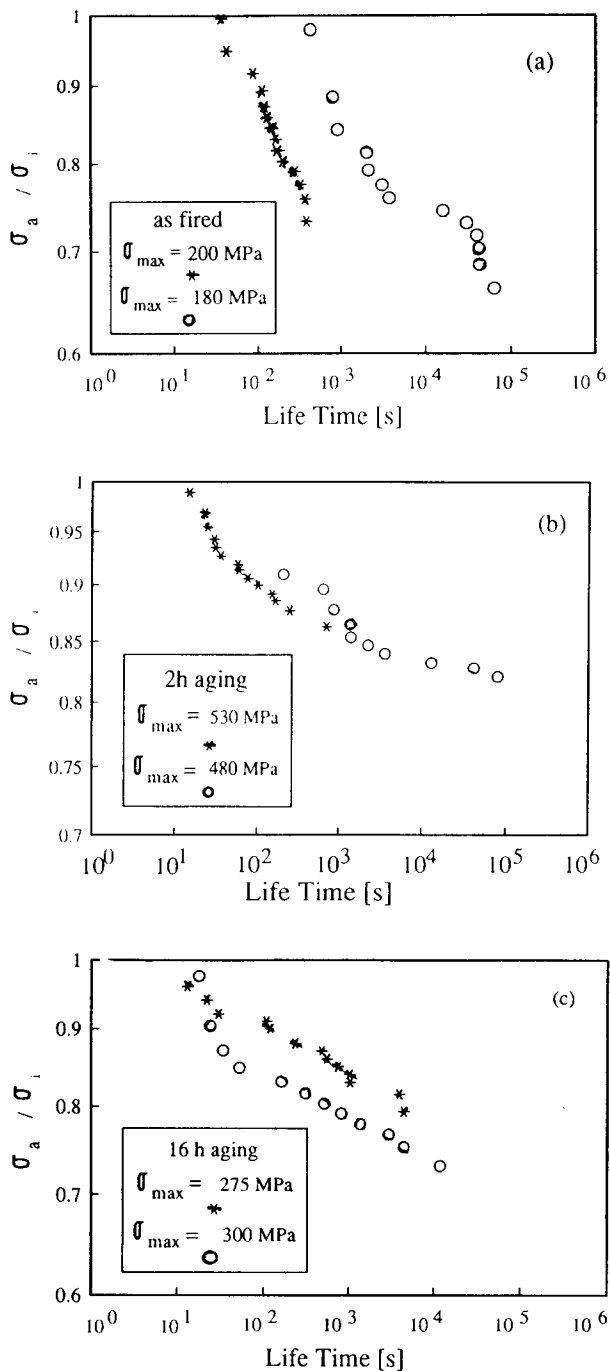 1
(a)
0.9
0.8
σa / σi
0.7
0.6
as fired
σmax = 200 MPa
*
σmax = 180 MPa
o
10^0 10^1 10^2 10^3 10^4 10^5 10^6
Life Time [s]
1
(b)
0.95
0.9
0.85
σa / σi
0.8
0.75
0.7
2h aging
σmax = 530 MPa
*
σmax = 480 MPa
o
10^0 10^1 10^2 10^3 10^4 10^5 10^6
Life Time [s]
1
(c)
0.9
0.8
σa / σi
0.7
0.6
16 h aging
σmax = 275 MPa
*
σmax = 300 MPa
o
10^0 10^1 10^2 10^3 10^4 10^5 10^6
Life Time [s]